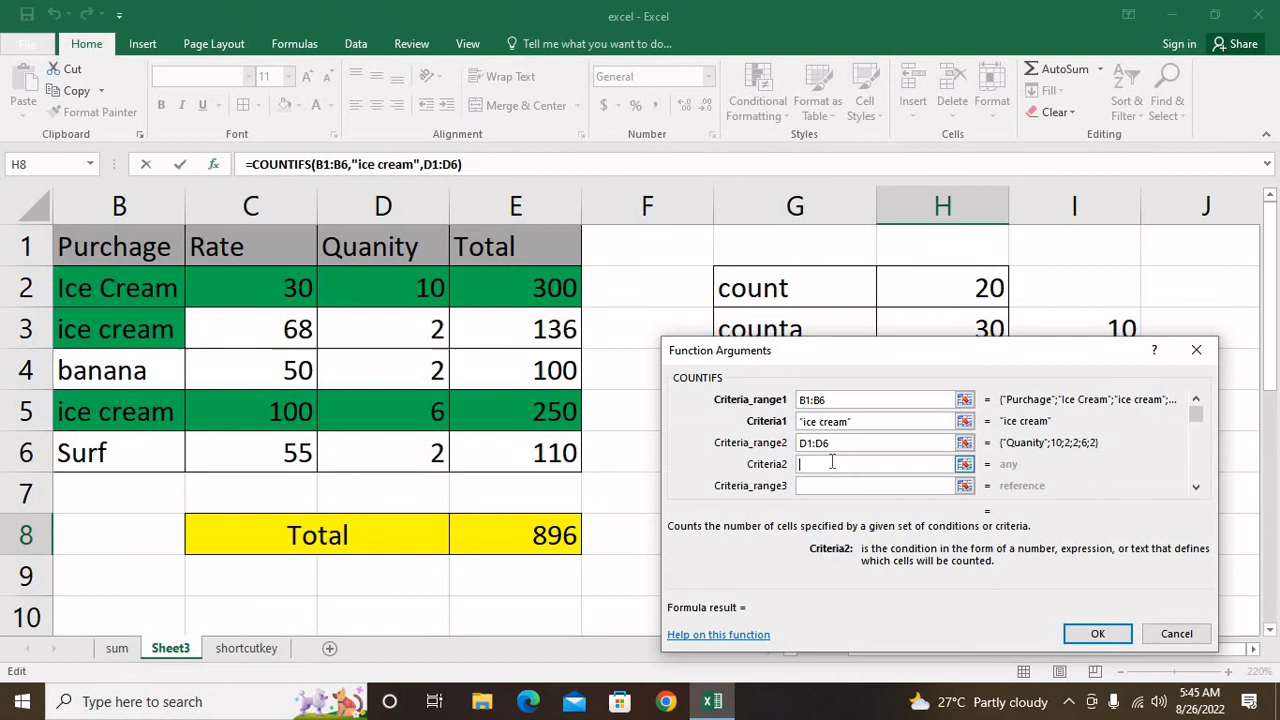 excel - Excel
File Home Insert Page Layout Formulas Data Review View Tell me what you want to do... Sign in Share
Cut
Copy
Format Painter
Paste
11
Wrap Text
Merge & Center
General
Conditional Formatting
Format as Table
Cell Styles
Insert Delete Format
AutoSum
Fill
Clear
Sort & Filter
Find & Select
Clipboard Font Alignment Number Styles Cells Editing
H8 =COUNTIFS(B1:B6,"ice cream",D1:D6)
B C D E F G H I J
1 Purchage Rate Quanity Total
2 Ice Cream 30 10 300 count 20
3 ice cream 68 2 136 counta 30 10
4 banana 50 2 100
5 ice cream 100 6 250
6 Surf 55 2 110
7
8 Total 896
9
10
Function Arguments ?
COUNTIFS
Criteria_range1 B1:B6 = {"Purchage";"Ice Cream";"ice cream";...
Criteria1 "ice cream" = "ice cream"
Criteria_range2 D1:D6 = {"Quanity";10;2;2;6;2}
Criteria2 = any
Criteria_range3 = reference
=
Counts the number of cells specified by a given set of conditions or criteria.
Criteria2: is the condition in the form of a number, expression, or text that defines
which cells will be counted.
Formula result =
Help on this function OK Cancel
sum Sheet3 shortcutkey
Edit 220%
Type here to search
27°C Partly cloudy
5:45 AM
8/26/2022